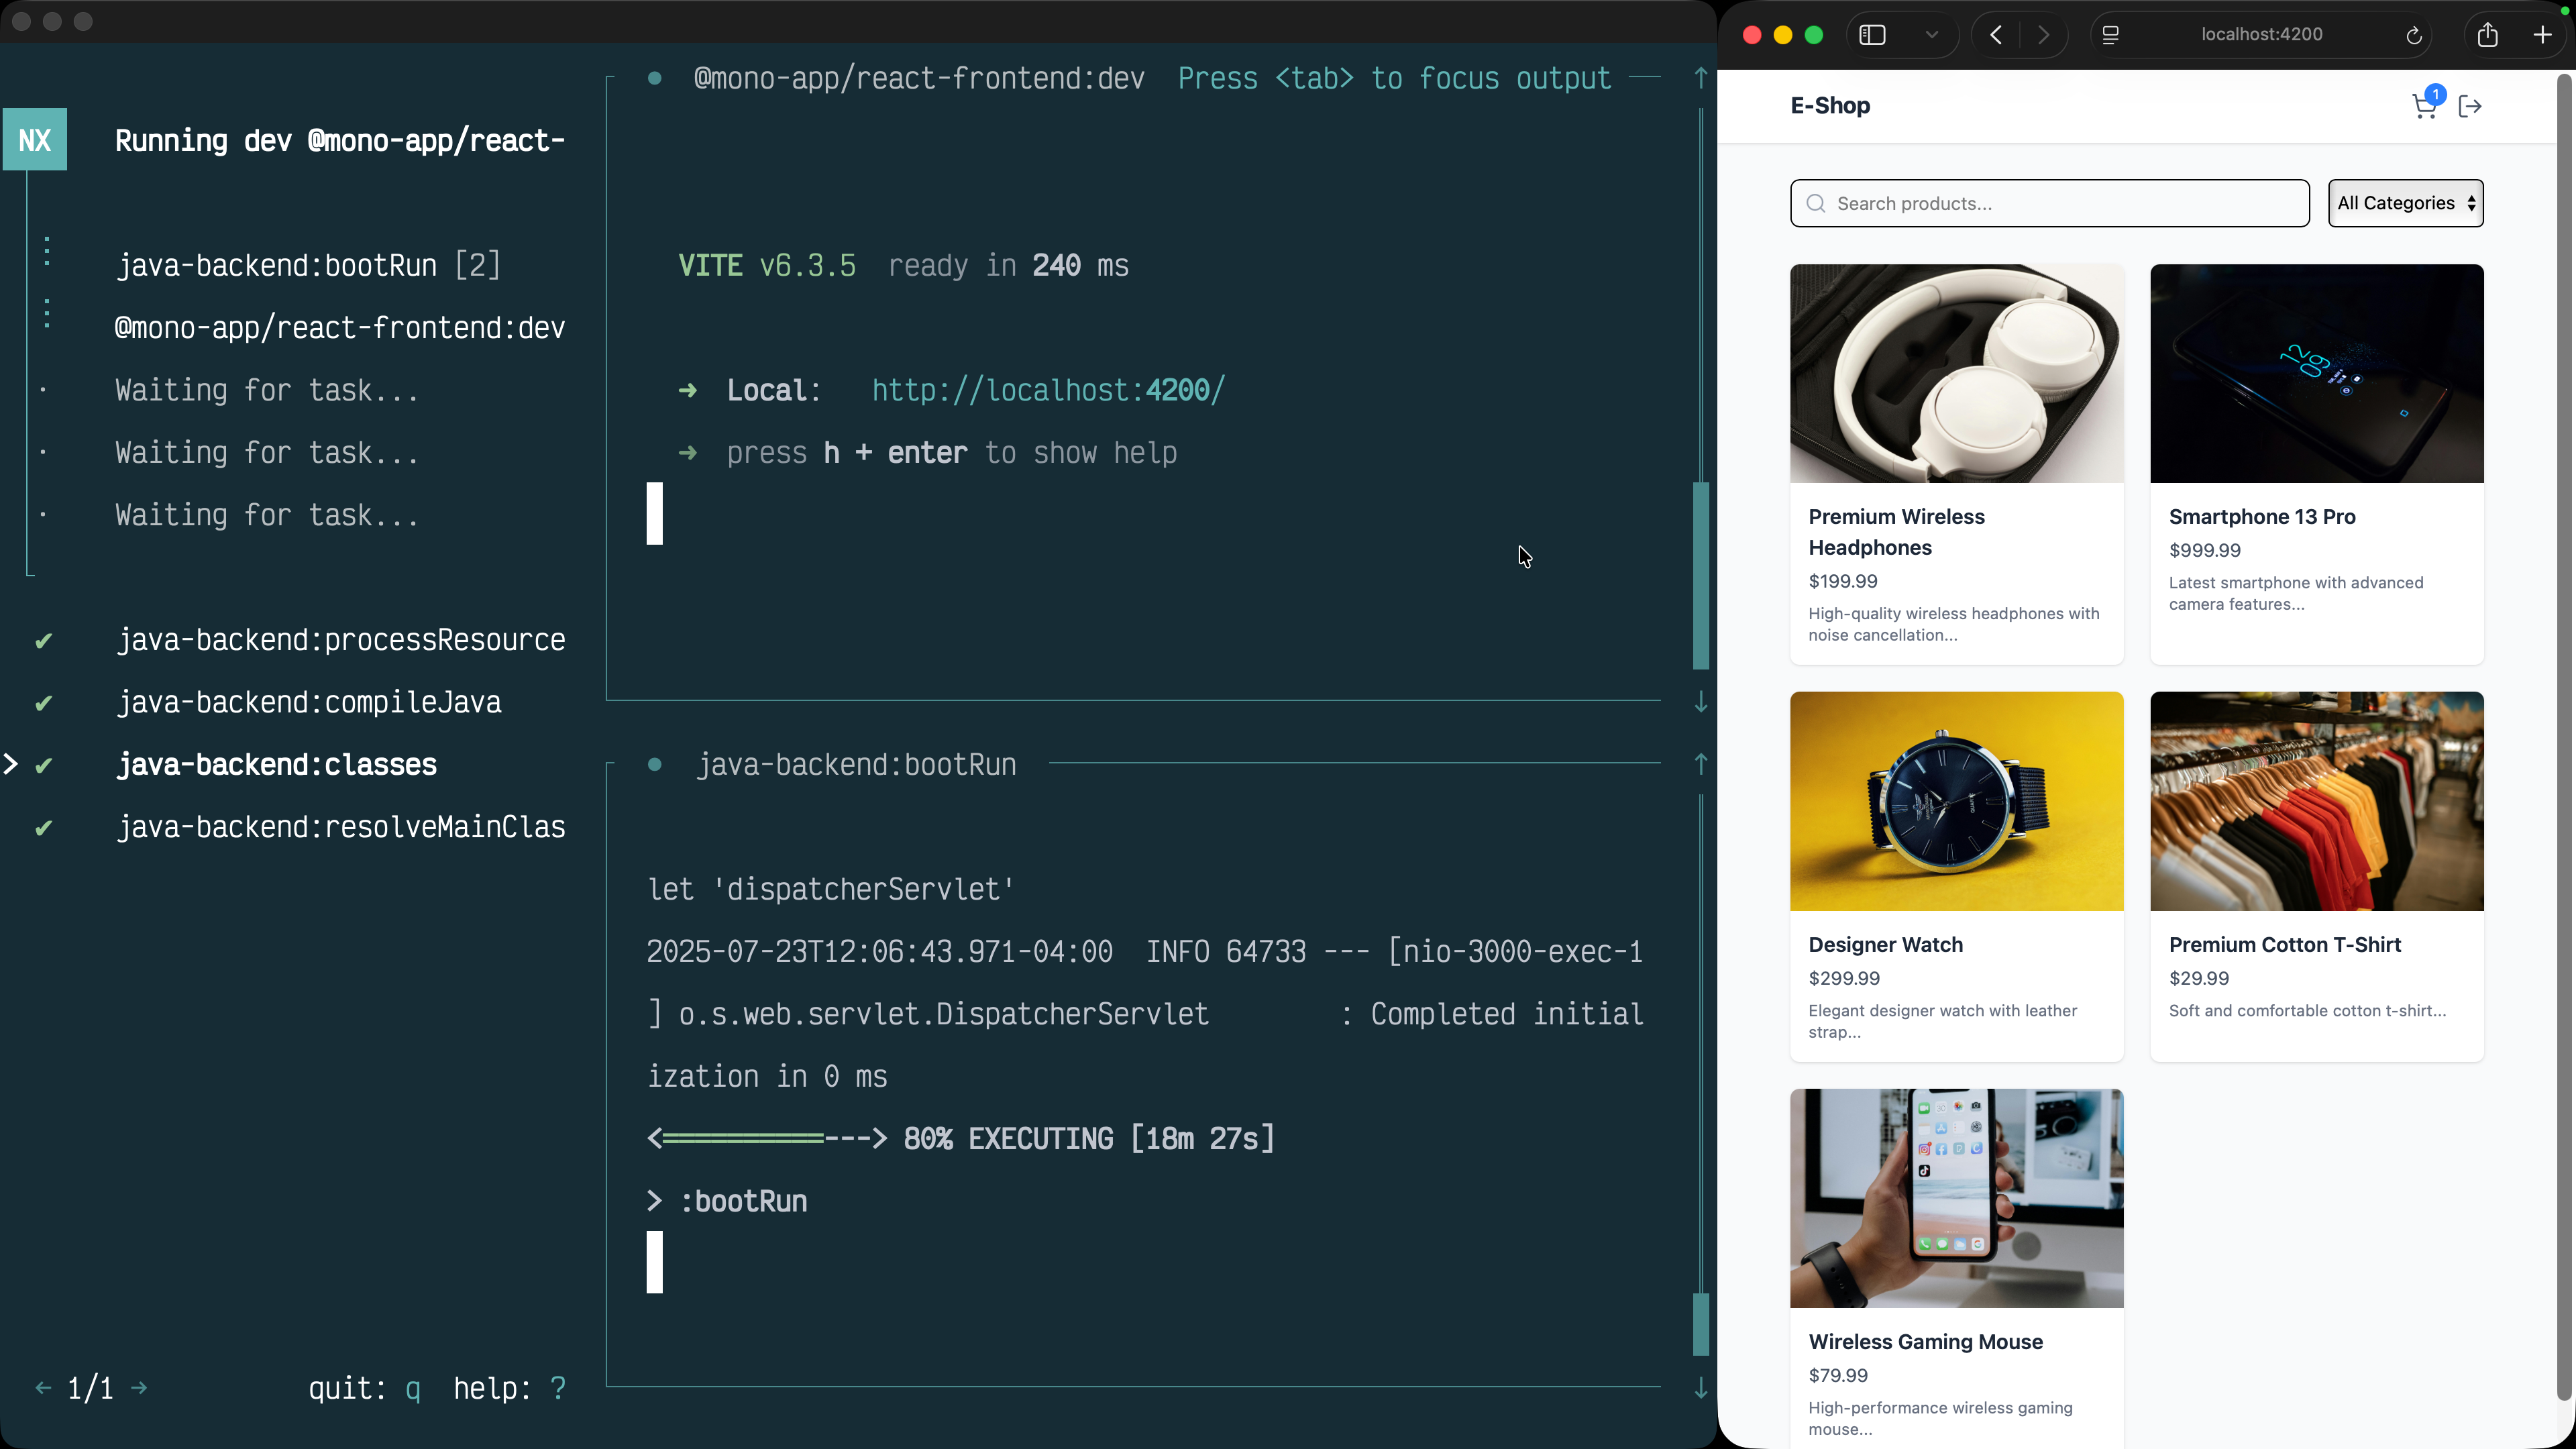 NX Running dev @mono-app/react-
java-backend:bootRun [2]
@mono-app/react-frontend:dev
Waiting for task...
Waiting for task...
Waiting for task...
✔ java-backend:processResource
✔ java-backend:compileJava
> ✔ java-backend:classes
✔ java-backend:resolveMainClas
← 1/1 → quit: q help: ?
@mono-app/react-frontend:dev Press <tab> to focus output
VITE v6.3.5 ready in 240 ms
➜ Local: http://localhost:4200/
➜ press h + enter to show help
java-backend:bootRun
let 'dispatcherServlet'
2025-07-23T12:06:43.971-04:00 INFO 64733 --- [nio-3000-exec-1
] o.s.web.servlet.DispatcherServlet : Completed initial
ization in 0 ms
<==========---> 80% EXECUTING [18m 27s]
> :bootRun
localhost:4200
E-Shop
1
Search products...
All Categories
12
09
Premium Wireless
Headphones
$199.99
High-quality wireless headphones with
noise cancellation...
Smartphone 13 Pro
$999.99
Latest smartphone with advanced
camera features...
Designer Watch
$299.99
Elegant designer watch with leather
strap...
Premium Cotton T-Shirt
$29.99
Soft and comfortable cotton t-shirt...
Wireless Gaming Mouse
$79.99
High-performance wireless gaming
mouse...